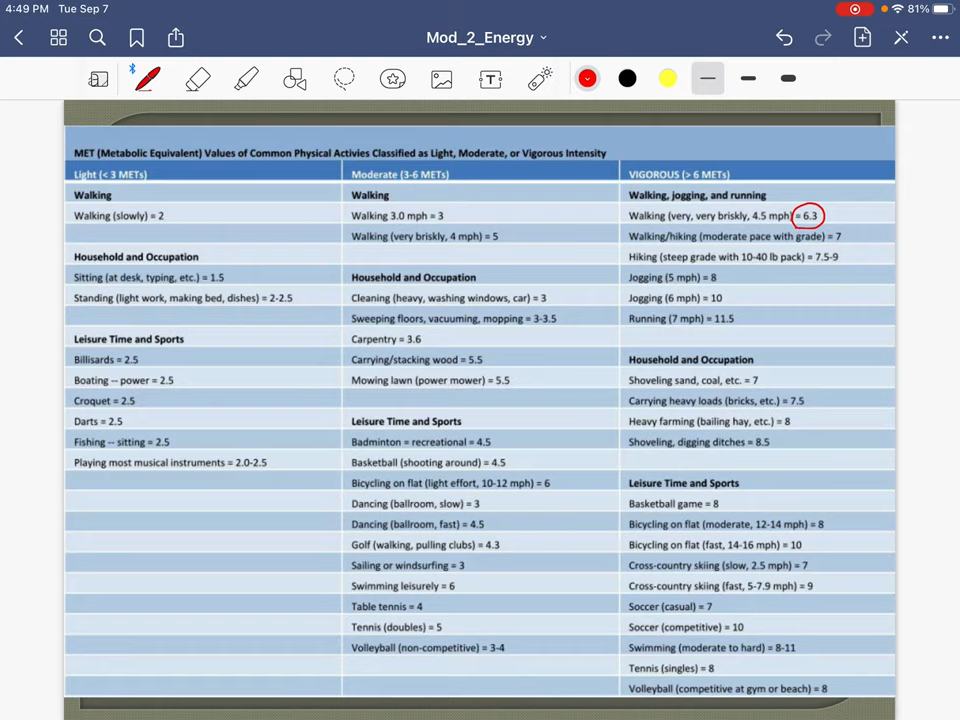 4:49 PM Tue Sep 7
81%
Mod_2_Energy
T
MET (Metabolic Equivalent) Values of Common Physical Activies Classified as Light, Moderate, or Vigorous Intensity
Light (< 3 METs)
Walking
Walking (slowly) = 2
Household and Occupation
Sitting (at desk, typing, etc.) = 1.5
Standing (light work, making bed, dishes) = 2-2.5
Leisure Time and Sports
Billisards = 2.5
Boating -- power = 2.5
Croquet = 2.5
Darts = 2.5
Fishing -- sitting = 2.5
Playing most musical instruments = 2.0-2.5
Moderate (3-6 METs)
Walking
Walking 3.0 mph = 3
Walking (very briskly, 4 mph) = 5
Household and Occupation
Cleaning (heavy, washing windows, car) = 3
Sweeping floors, vacuuming, mopping = 3-3.5
Carpentry = 3.6
Carrying/stacking wood = 5.5
Mowing lawn (power mower) = 5.5
Leisure Time and Sports
Badminton = recreational = 4.5
Basketball (shooting around) = 4.5
Bicycling on flat (light effort, 10-12 mph) = 6
Dancing (ballroom, slow) = 3
Dancing (ballroom, fast) = 4.5
Golf (walking, pulling clubs) = 4.3
Sailing or windsurfing = 3
Swimming leisurely = 6
Table tennis = 4
Tennis (doubles) = 5
Volleyball (non-competitive) = 3-4
VIGOROUS (> 6 METs)
Walking, jogging, and running
Walking (very, very briskly, 4.5 mph) = 6.3
Walking/hiking (moderate pace with grade) = 7
Hiking (steep grade with 10-40 lb pack) = 7.5-9
Jogging (5 mph) = 8
Jogging (6 mph) = 10
Running (7 mph) = 11.5
Household and Occupation
Shoveling sand, coal, etc. = 7
Carrying heavy loads (bricks, etc.) = 7.5
Heavy farming (bailing hay, etc.) = 8
Shoveling, digging ditches = 8.5
Leisure Time and Sports
Basketball game = 8
Bicycling on flat (moderate, 12-14 mph) = 8
Bicycling on flat (fast, 14-16 mph) = 10
Cross-country skiing (slow, 2.5 mph) = 7
Cross-country skiing (fast, 5-7.9 mph) = 9
Soccer (casual) = 7
Soccer (competitive) = 10
Swimming (moderate to hard) = 8-11
Tennis (singles) = 8
Volleyball (competitive at gym or beach) = 8